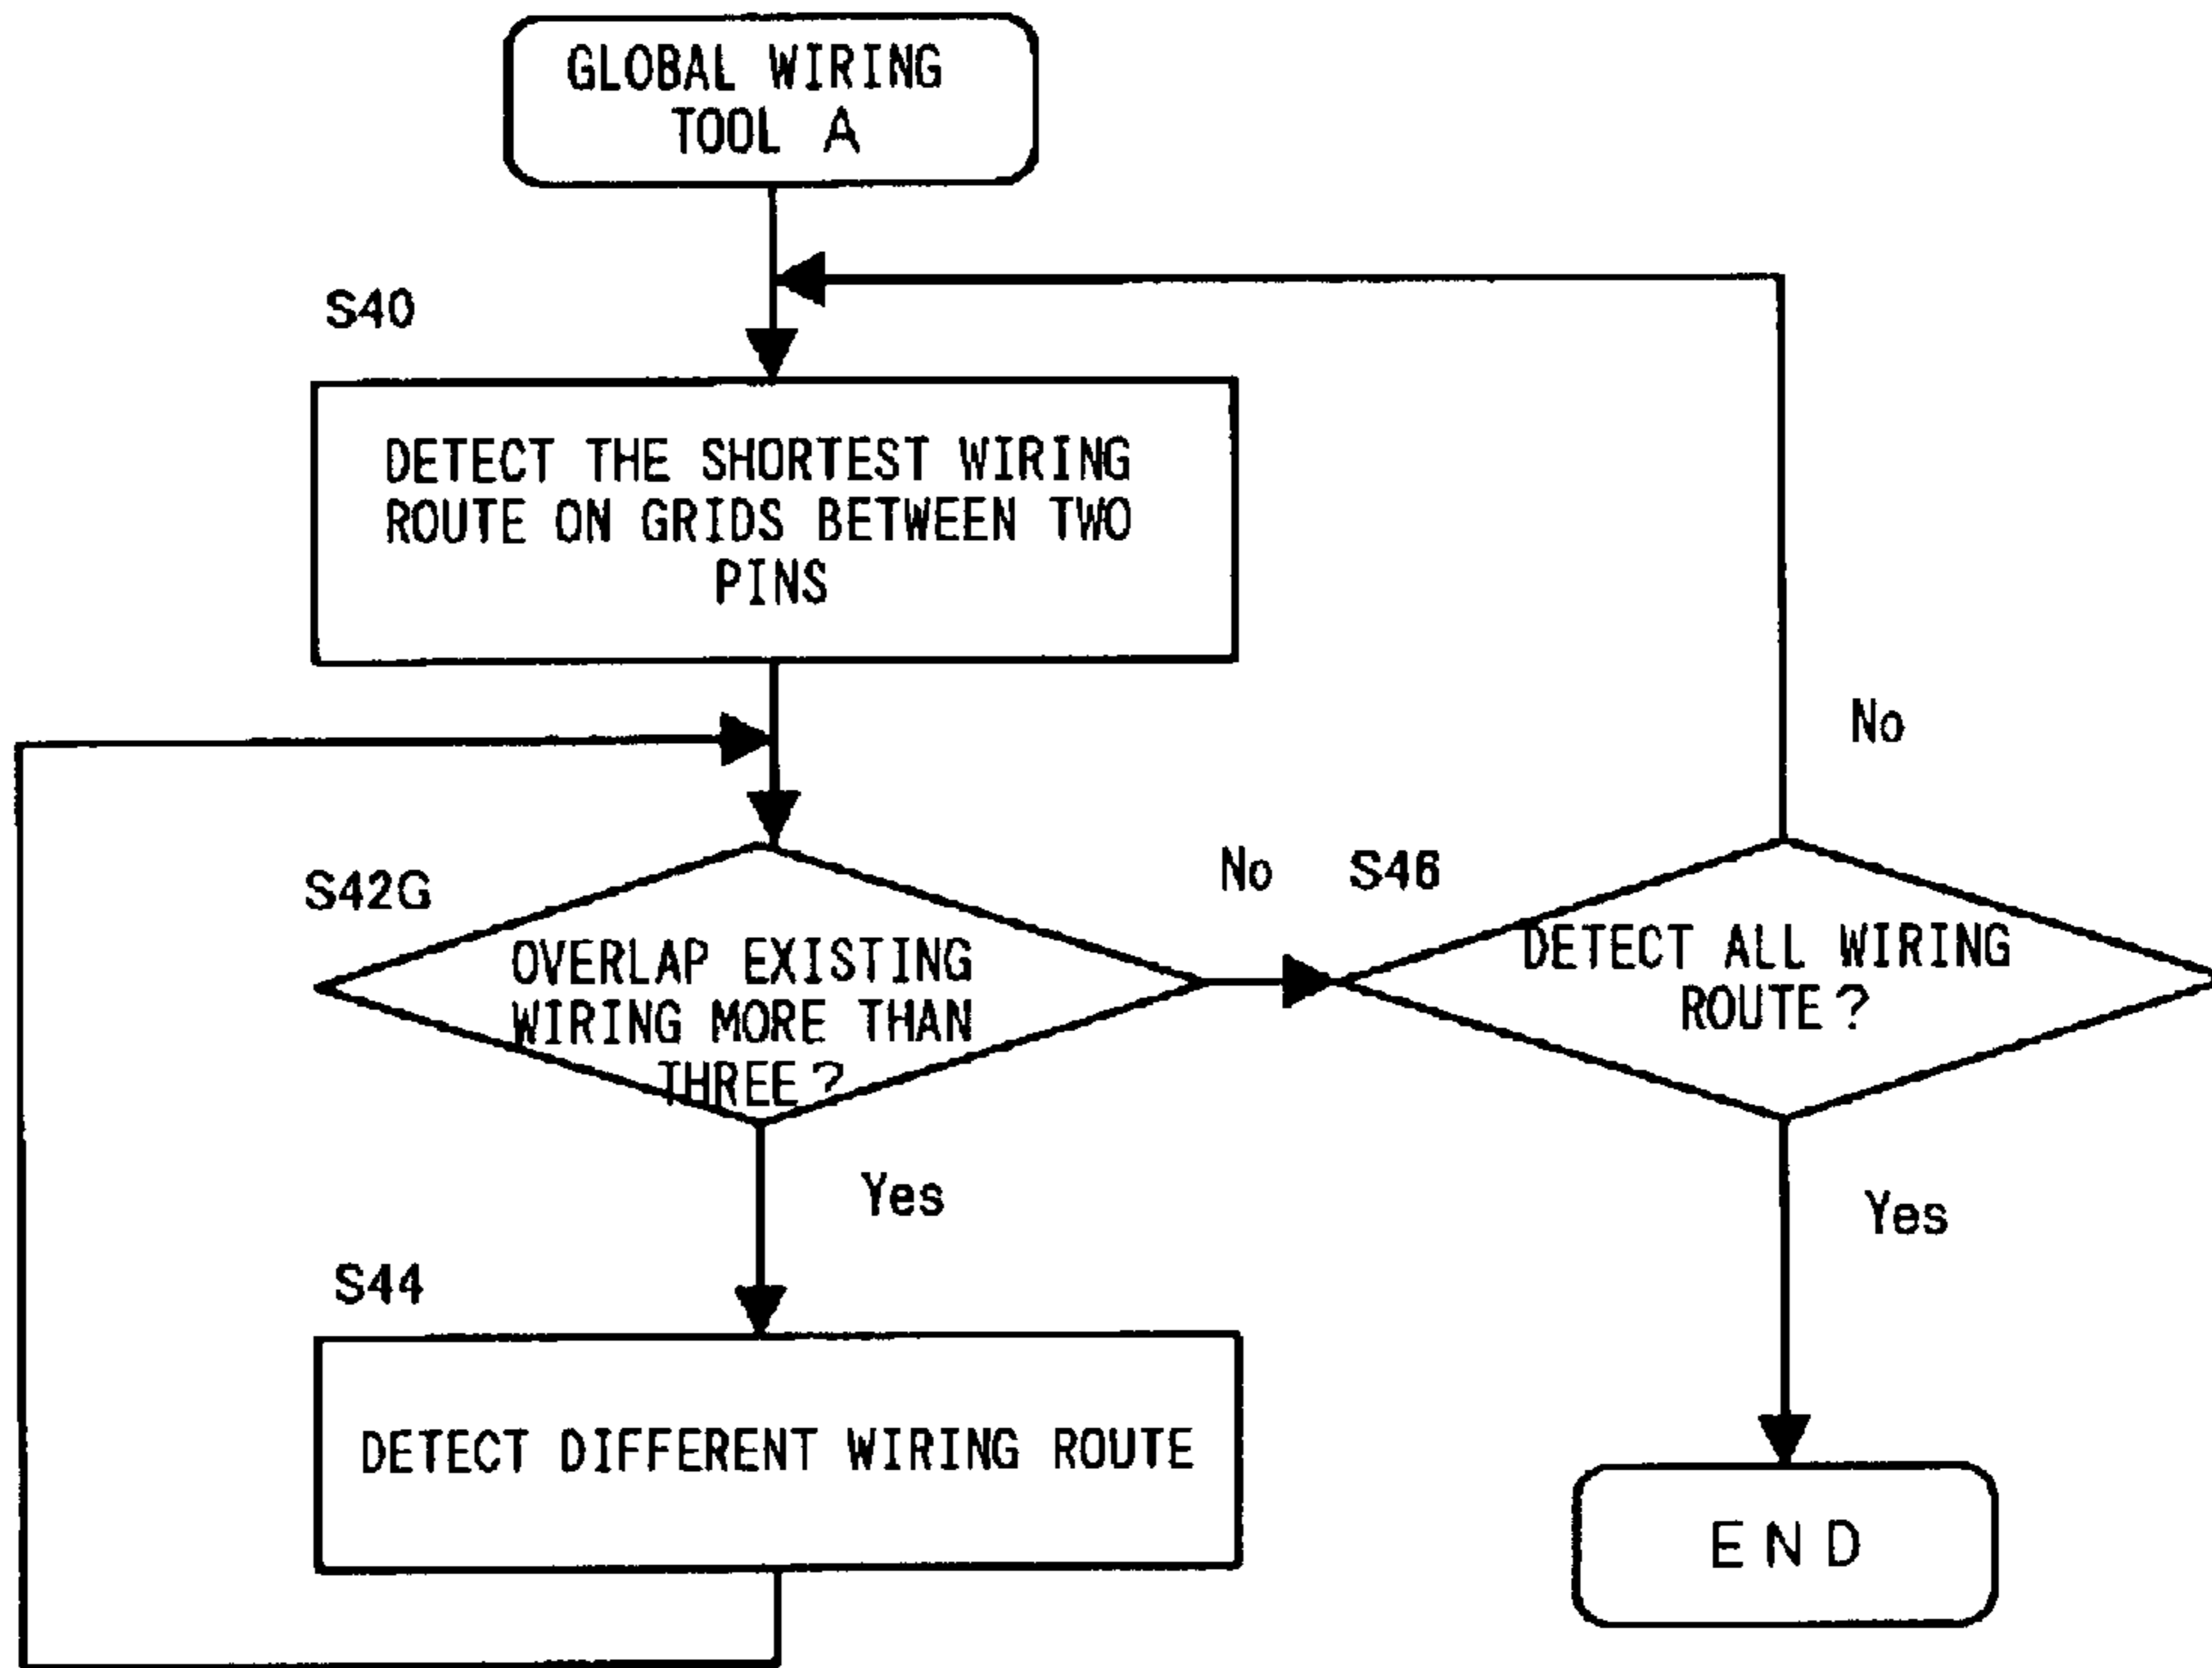 GLOBAL WIRING
TOOL A
S40
DETECT THE SHORTEST WIRING
ROUTE ON GRIDS BETWEEN TWO
PINS
No
S42G
No
S46
OVERLAP EXISTING
WIRING MORE THAN
THREE?
DETECT ALL WIRING
ROUTE?
Yes
Yes
S44
DETECT DIFFERENT WIRING ROUTE
END